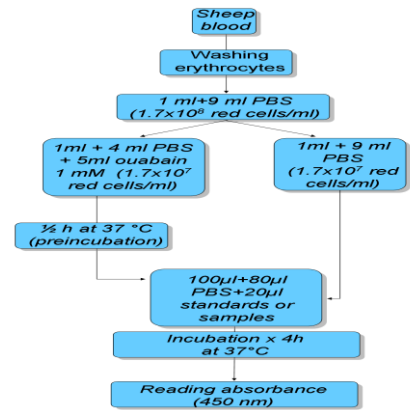 Sheep
blood
Washing
erythrocytes
1 ml+9 ml PBS
(1.7x10⁸ red cells/ml)
1ml + 4 ml PBS
+ 5ml ouabain
1 mM (1.7x10⁷
red cells/ml)
1ml + 9 ml
PBS
(1.7x10⁷ red
cells/ml)
½ h at 37 °C
(preincubation)
100µl+80µl
PBS+20µl
standards or
samples
Incubation x 4h
at 37°C
Reading absorbance
(450 nm)